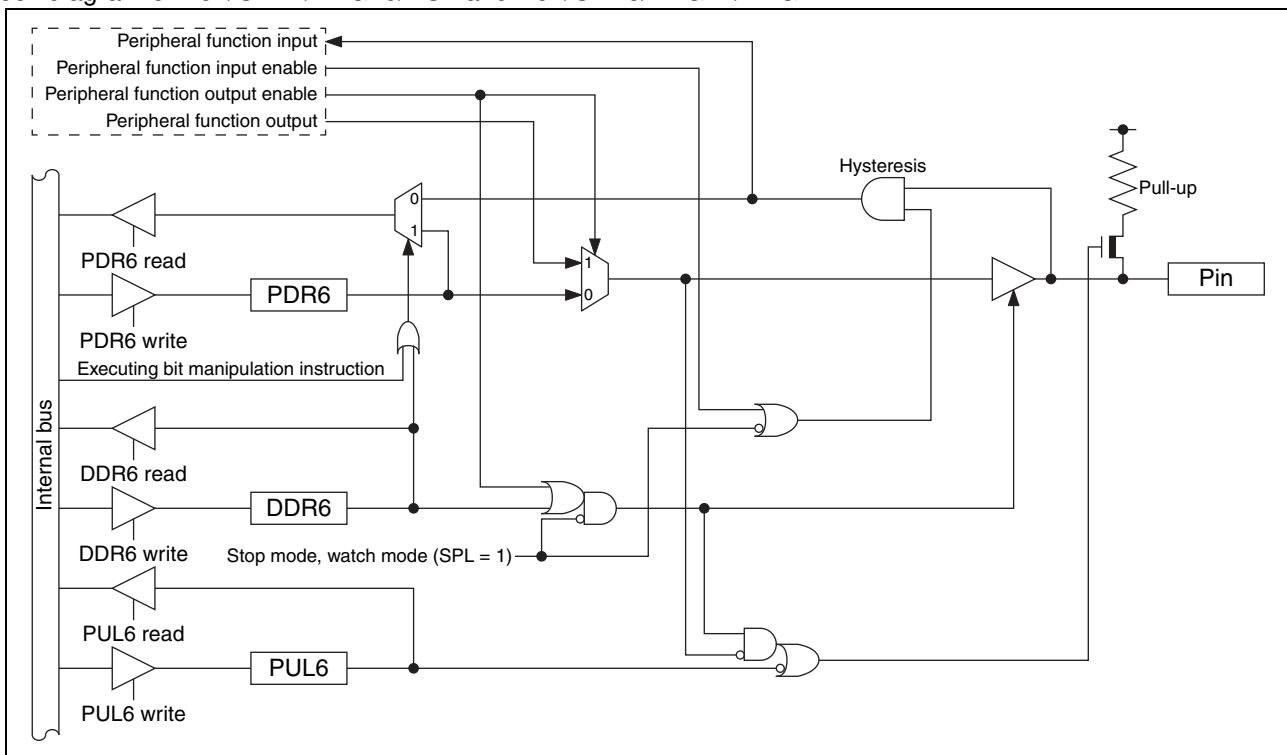 Peripheral function input
Peripheral function input enable
Peripheral function output enable
Peripheral function output
Hysteresis
Pull-up
0
1
PDR6 read
1
0
PDR6
Pin
PDR6 write
Executing bit manipulation instruction
Internal bus
DDR6 read
DDR6
DDR6 write
Stop mode, watch mode (SPL = 1)
PUL6 read
PUL6
PUL6 write